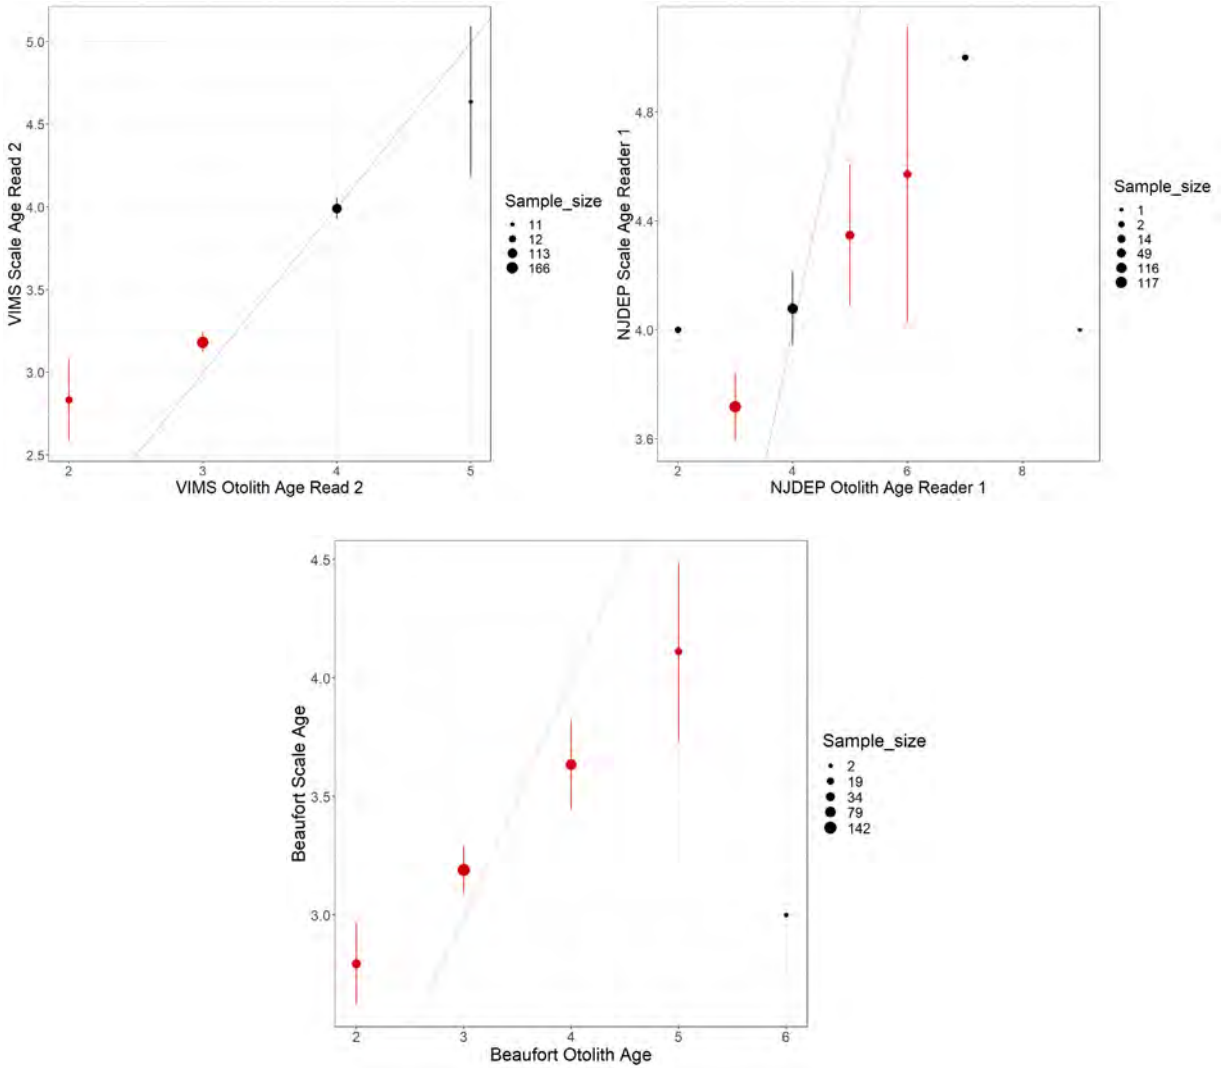 5.0
4.5
4.0
3.5
3.0
2.5
VIMS Scale Age Read 2
2 3 4 5
VIMS Otolith Age Read 2
Sample_size
11
12
113
166
4.8
4.4
4.0
3.6
NJDEP Scale Age Reader 1
2 4 6 8
NJDEP Otolith Age Reader 1
Sample_size
1
2
14
49
116
117
4.5
4.0
3.5
3.0
Beaufort Scale Age
2 3 4 5 6
Beaufort Otolith Age
Sample_size
2
19
34
79
142